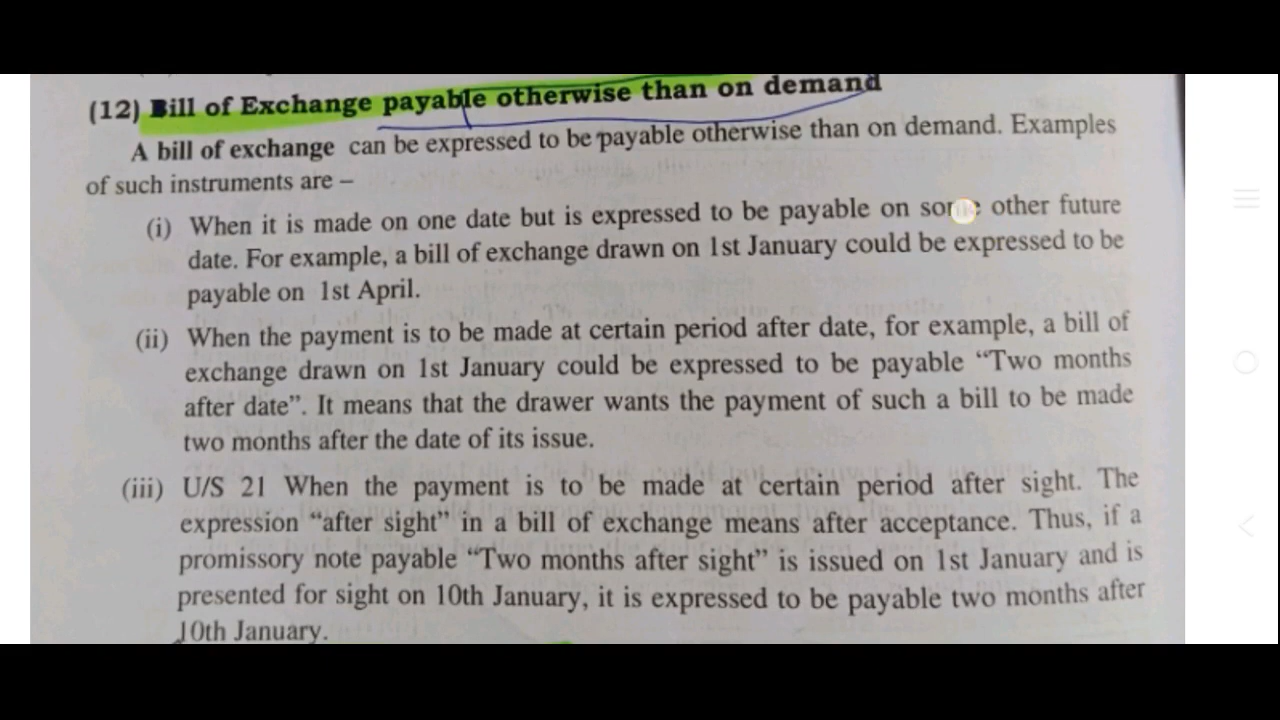 (12) Bill of Exchange payable otherwise than on demand
A bill of exchange can be expressed to be payable otherwise than on demand. Examples
of such instruments are –
(i) When it is made on one date but is expressed to be payable on some other future
date. For example, a bill of exchange drawn on 1st January could be expressed to be
payable on 1st April.
(ii) When the payment is to be made at certain period after date, for example, a bill of
exchange drawn on 1st January could be expressed to be payable “Two months
after date”. It means that the drawer wants the payment of such a bill to be made
two months after the date of its issue.
(iii) U/S 21 When the payment is to be made at certain period after sight. The
expression “after sight” in a bill of exchange means after acceptance. Thus, if a
promissory note payable “Two months after sight” is issued on 1st January and is
presented for sight on 10th January, it is expressed to be payable two months after
10th January.